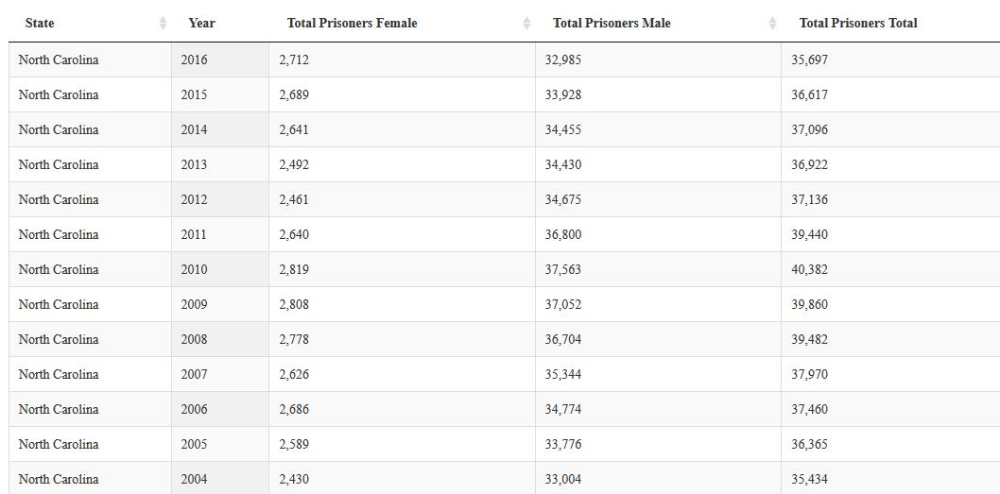 State Year Total Prisoners Female Total Prisoners Male Total Prisoners Total
North Carolina 2016 2,712 32,985 35,697
North Carolina 2015 2,689 33,928 36,617
North Carolina 2014 2,641 34,455 37,096
North Carolina 2013 2,492 34,430 36,922
North Carolina 2012 2,461 34,675 37,136
North Carolina 2011 2,640 36,800 39,440
North Carolina 2010 2,819 37,563 40,382
North Carolina 2009 2,808 37,052 39,860
North Carolina 2008 2,778 36,704 39,482
North Carolina 2007 2,626 35,344 37,970
North Carolina 2006 2,686 34,774 37,460
North Carolina 2005 2,589 33,776 36,365
North Carolina 2004 2,430 33,004 35,434